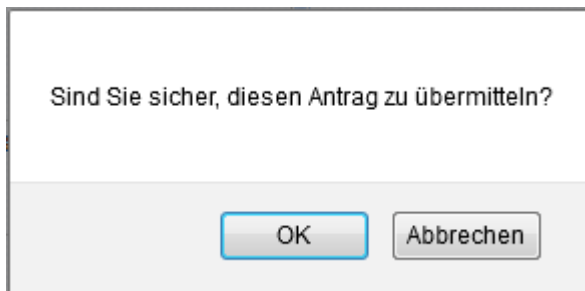 Sind Sie sicher, diesen Antrag zu übermitteln?
OK
Abbrechen